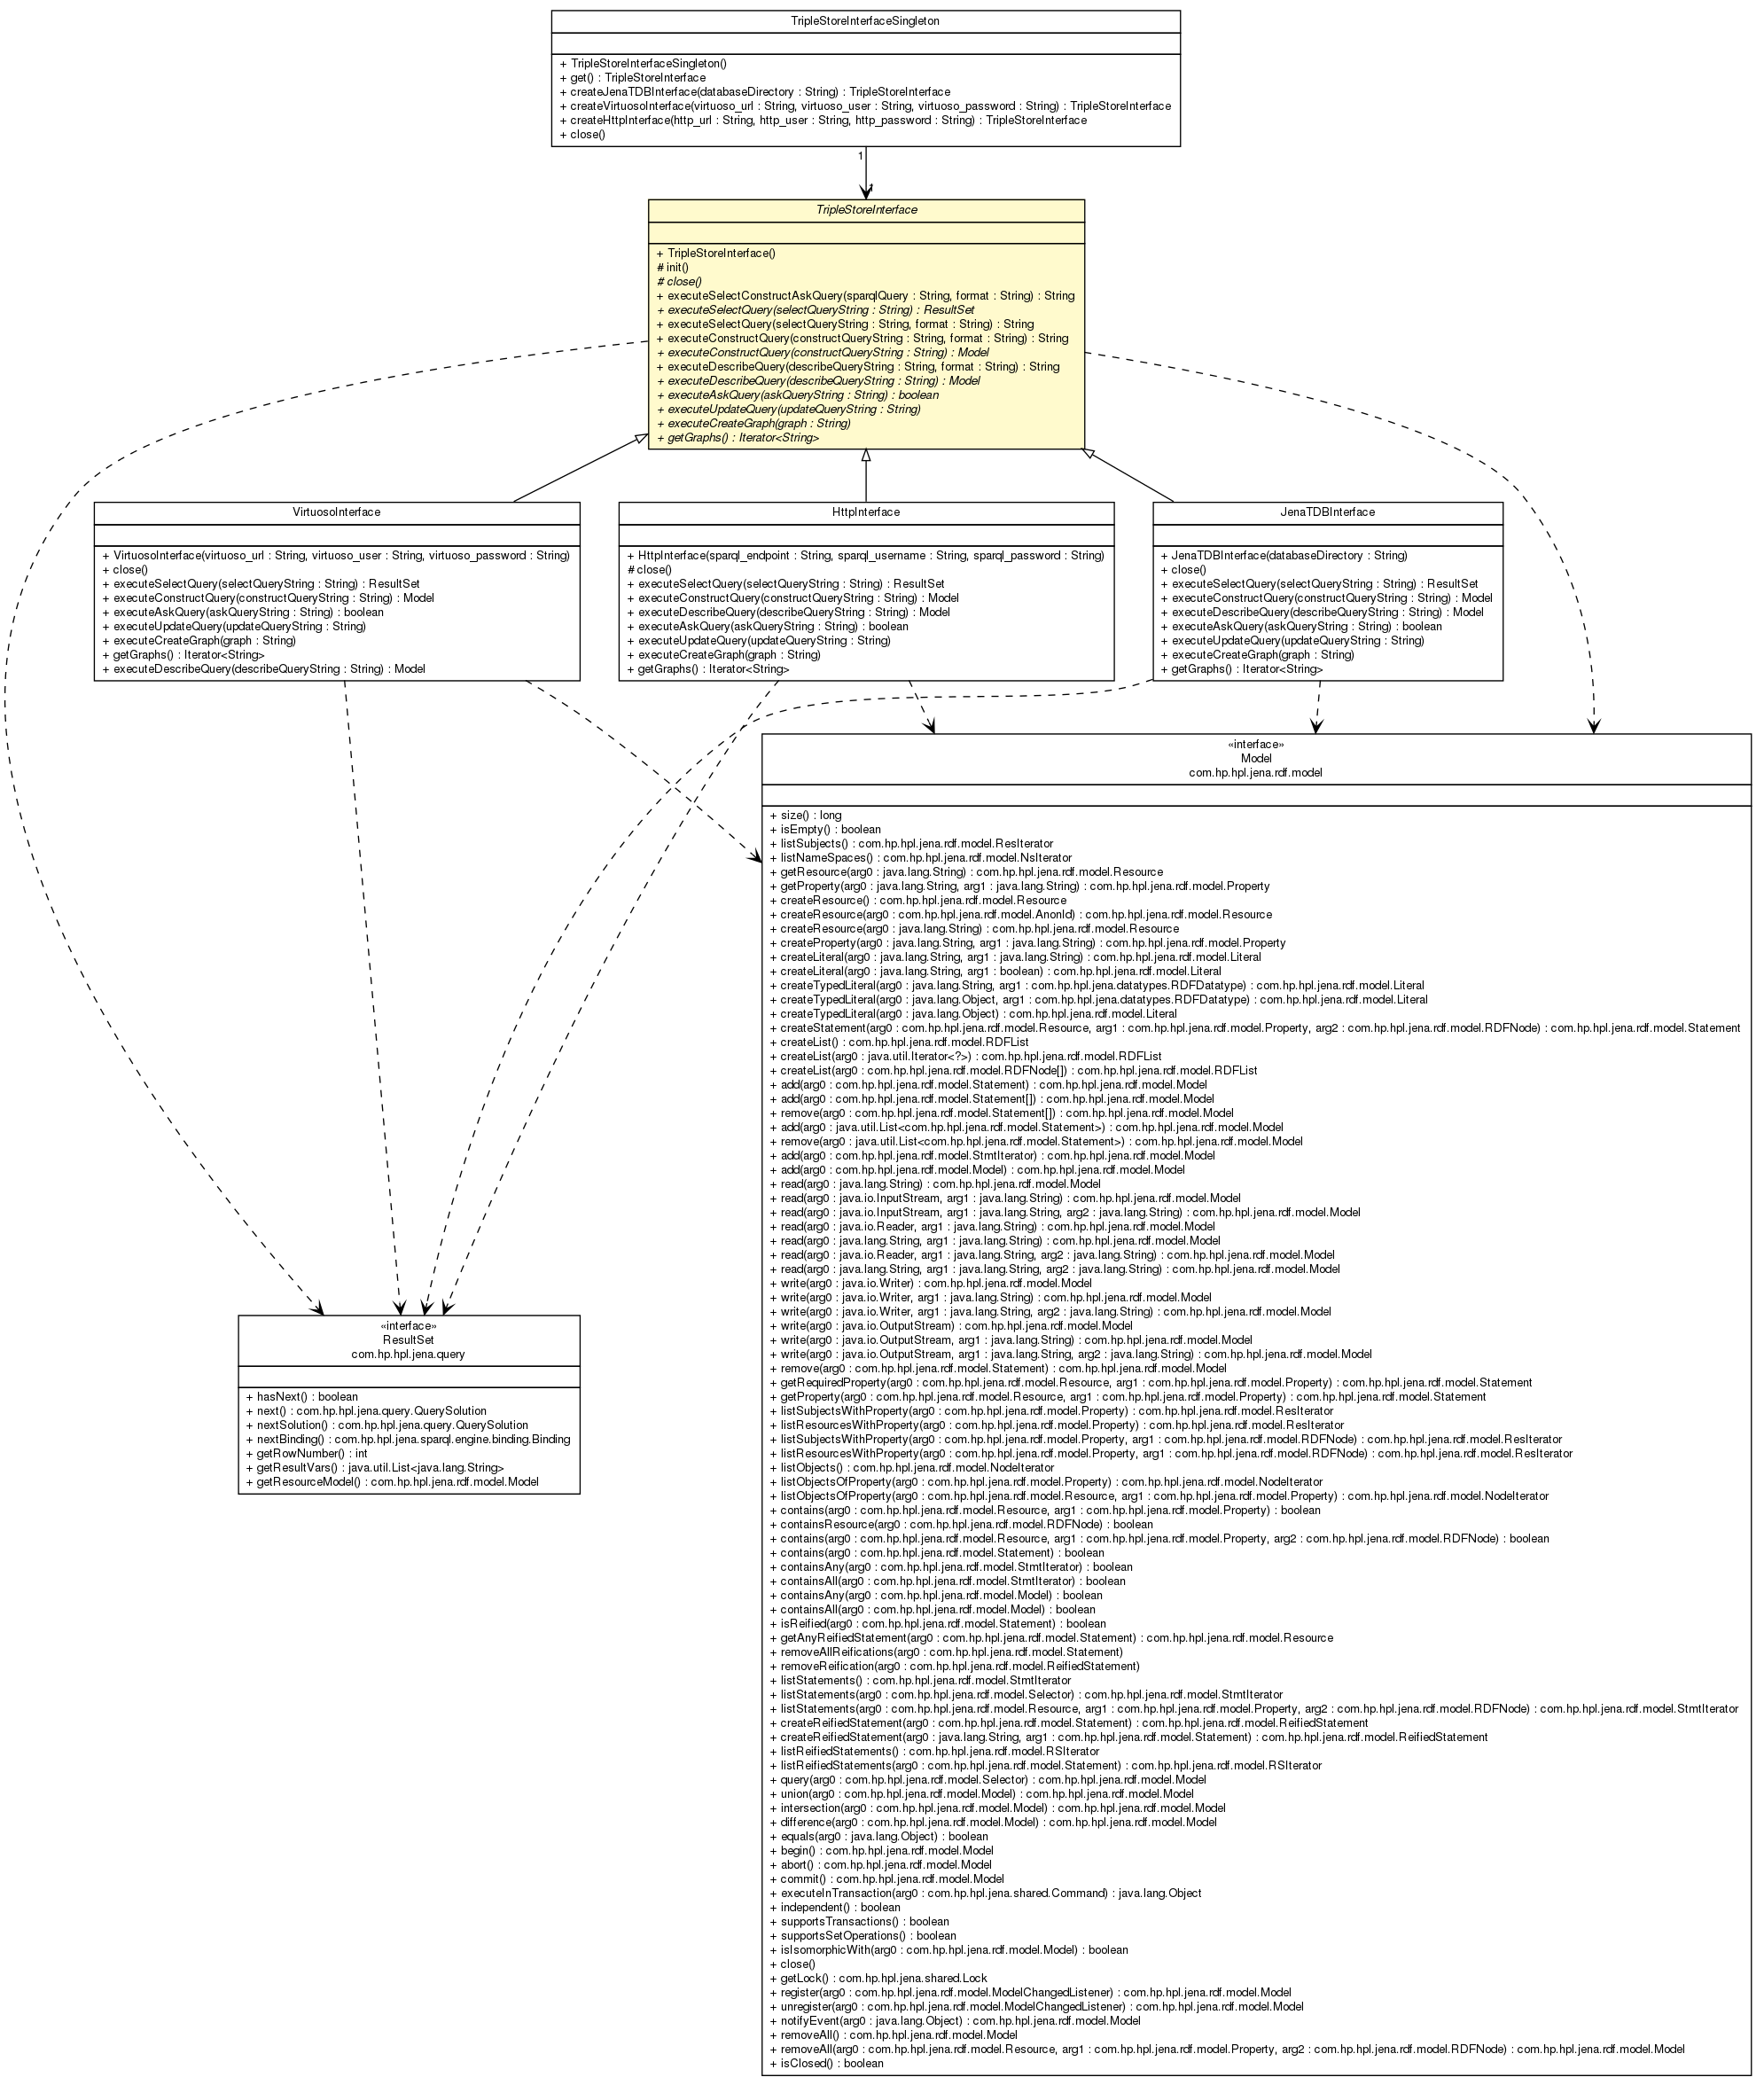 TripleStoreInterfaceSingleton
+ TripleStoreInterfaceSingleton()
+ get() : TripleStoreInterface
+ createJenaTDBInterface(databaseDirectory : String) : TripleStoreInterface
+ createVirtuosoInterface(virtuoso_url : String, virtuoso_user : String, virtuoso_password : String) : TripleStoreInterface
+ createHttpInterface(http_url : String, http_user : String, http_password : String) : TripleStoreInterface
+ close()
1
1
TripleStoreInterface
+ TripleStoreInterface()
# init()
# close()
+ executeSelectConstructAskQuery(sparqlQuery : String, format : String) : String
+ executeSelectQuery(selectQueryString : String) : ResultSet
+ executeSelectQuery(selectQueryString : String, format : String) : String
+ executeConstructQuery(constructQueryString : String, format : String) : String
+ executeConstructQuery(constructQueryString : String) : Model
+ executeDescribeQuery(describeQueryString : String, format : String) : String
+ executeDescribeQuery(describeQueryString : String) : Model
+ executeAskQuery(askQueryString : String) : boolean
+ executeUpdateQuery(updateQueryString : String)
+ executeCreateGraph(graph : String)
+ getGraphs() : Iterator<String>
VirtuosoInterface
+ VirtuosoInterface(virtuoso_url : String, virtuoso_user : String, virtuoso_password : String)
+ close()
+ executeSelectQuery(selectQueryString : String) : ResultSet
+ executeConstructQuery(constructQueryString : String) : Model
+ executeAskQuery(askQueryString : String) : boolean
+ executeUpdateQuery(updateQueryString : String)
+ executeCreateGraph(graph : String)
+ getGraphs() : Iterator<String>
+ executeDescribeQuery(describeQueryString : String) : Model
HttpInterface
+ HttpInterface(sparql_endpoint : String, sparql_username : String, sparql_password : String)
# close()
+ executeSelectQuery(selectQueryString : String) : ResultSet
+ executeConstructQuery(constructQueryString : String) : Model
+ executeDescribeQuery(describeQueryString : String) : Model
+ executeAskQuery(askQueryString : String) : boolean
+ executeUpdateQuery(updateQueryString : String)
+ executeCreateGraph(graph : String)
+ getGraphs() : Iterator<String>
JenaTDBInterface
+ JenaTDBInterface(databaseDirectory : String)
+ close()
+ executeSelectQuery(selectQueryString : String) : ResultSet
+ executeConstructQuery(constructQueryString : String) : Model
+ executeDescribeQuery(describeQueryString : String) : Model
+ executeAskQuery(askQueryString : String) : boolean
+ executeUpdateQuery(updateQueryString : String)
+ executeCreateGraph(graph : String)
+ getGraphs() : Iterator<String>
«interface»
Model
com.hp.hpl.jena.rdf.model
+ size() : long
+ isEmpty() : boolean
+ listSubjects() : com.hp.hpl.jena.rdf.model.ResIterator
+ listNameSpaces() : com.hp.hpl.jena.rdf.model.NsIterator
+ getResource(arg0 : java.lang.String) : com.hp.hpl.jena.rdf.model.Resource
+ getProperty(arg0 : java.lang.String, arg1 : java.lang.String) : com.hp.hpl.jena.rdf.model.Property
+ createResource() : com.hp.hpl.jena.rdf.model.Resource
+ createResource(arg0 : com.hp.hpl.jena.rdf.model.AnonId) : com.hp.hpl.jena.rdf.model.Resource
+ createResource(arg0 : java.lang.String) : com.hp.hpl.jena.rdf.model.Resource
+ createProperty(arg0 : java.lang.String, arg1 : java.lang.String) : com.hp.hpl.jena.rdf.model.Property
+ createLiteral(arg0 : java.lang.String, arg1 : java.lang.String) : com.hp.hpl.jena.rdf.model.Literal
+ createLiteral(arg0 : java.lang.String, arg1 : boolean) : com.hp.hpl.jena.rdf.model.Literal
+ createTypedLiteral(arg0 : java.lang.String, arg1 : com.hp.hpl.jena.datatypes.RDFDatatype) : com.hp.hpl.jena.rdf.model.Literal
+ createTypedLiteral(arg0 : java.lang.Object, arg1 : com.hp.hpl.jena.datatypes.RDFDatatype) : com.hp.hpl.jena.rdf.model.Literal
+ createTypedLiteral(arg0 : java.lang.Object) : com.hp.hpl.jena.rdf.model.Literal
+ createStatement(arg0 : com.hp.hpl.jena.rdf.model.Resource, arg1 : com.hp.hpl.jena.rdf.model.Property, arg2 : com.hp.hpl.jena.rdf.model.RDFNode) : com.hp.hpl.jena.rdf.model.Statement
+ createList() : com.hp.hpl.jena.rdf.model.RDFList
+ createList(arg0 : java.util.Iterator<?>) : com.hp.hpl.jena.rdf.model.RDFList
+ createList(arg0 : com.hp.hpl.jena.rdf.model.RDFNode[]) : com.hp.hpl.jena.rdf.model.RDFList
+ add(arg0 : com.hp.hpl.jena.rdf.model.Statement) : com.hp.hpl.jena.rdf.model.Model
+ add(arg0 : com.hp.hpl.jena.rdf.model.Statement[]) : com.hp.hpl.jena.rdf.model.Model
+ remove(arg0 : com.hp.hpl.jena.rdf.model.Statement[]) : com.hp.hpl.jena.rdf.model.Model
+ add(arg0 : java.util.List<com.hp.hpl.jena.rdf.model.Statement>) : com.hp.hpl.jena.rdf.model.Model
+ remove(arg0 : java.util.List<com.hp.hpl.jena.rdf.model.Statement>) : com.hp.hpl.jena.rdf.model.Model
+ add(arg0 : com.hp.hpl.jena.rdf.model.StmtIterator) : com.hp.hpl.jena.rdf.model.Model
+ add(arg0 : com.hp.hpl.jena.rdf.model.Model) : com.hp.hpl.jena.rdf.model.Model
+ read(arg0 : java.lang.String) : com.hp.hpl.jena.rdf.model.Model
+ read(arg0 : java.io.InputStream, arg1 : java.lang.String) : com.hp.hpl.jena.rdf.model.Model
+ read(arg0 : java.io.InputStream, arg1 : java.lang.String, arg2 : java.lang.String) : com.hp.hpl.jena.rdf.model.Model
+ read(arg0 : java.io.Reader, arg1 : java.lang.String) : com.hp.hpl.jena.rdf.model.Model
+ read(arg0 : java.lang.String, arg1 : java.lang.String) : com.hp.hpl.jena.rdf.model.Model
+ read(arg0 : java.io.Reader, arg1 : java.lang.String, arg2 : java.lang.String) : com.hp.hpl.jena.rdf.model.Model
+ read(arg0 : java.lang.String, arg1 : java.lang.String, arg2 : java.lang.String) : com.hp.hpl.jena.rdf.model.Model
+ write(arg0 : java.io.Writer) : com.hp.hpl.jena.rdf.model.Model
+ write(arg0 : java.io.Writer, arg1 : java.lang.String) : com.hp.hpl.jena.rdf.model.Model
+ write(arg0 : java.io.Writer, arg1 : java.lang.String, arg2 : java.lang.String) : com.hp.hpl.jena.rdf.model.Model
+ write(arg0 : java.io.OutputStream) : com.hp.hpl.jena.rdf.model.Model
+ write(arg0 : java.io.OutputStream, arg1 : java.lang.String) : com.hp.hpl.jena.rdf.model.Model
+ write(arg0 : java.io.OutputStream, arg1 : java.lang.String, arg2 : java.lang.String) : com.hp.hpl.jena.rdf.model.Model
+ remove(arg0 : com.hp.hpl.jena.rdf.model.Statement) : com.hp.hpl.jena.rdf.model.Model
+ getRequiredProperty(arg0 : com.hp.hpl.jena.rdf.model.Resource, arg1 : com.hp.hpl.jena.rdf.model.Property) : com.hp.hpl.jena.rdf.model.Statement
+ getProperty(arg0 : com.hp.hpl.jena.rdf.model.Resource, arg1 : com.hp.hpl.jena.rdf.model.Property) : com.hp.hpl.jena.rdf.model.Statement
+ listSubjectsWithProperty(arg0 : com.hp.hpl.jena.rdf.model.Property) : com.hp.hpl.jena.rdf.model.ResIterator
+ listResourcesWithProperty(arg0 : com.hp.hpl.jena.rdf.model.Property) : com.hp.hpl.jena.rdf.model.ResIterator
+ listSubjectsWithProperty(arg0 : com.hp.hpl.jena.rdf.model.Property, arg1 : com.hp.hpl.jena.rdf.model.RDFNode) : com.hp.hpl.jena.rdf.model.ResIterator
+ listResourcesWithProperty(arg0 : com.hp.hpl.jena.rdf.model.Property, arg1 : com.hp.hpl.jena.rdf.model.RDFNode) : com.hp.hpl.jena.rdf.model.ResIterator
+ listObjects() : com.hp.hpl.jena.rdf.model.NodeIterator
+ listObjectsOfProperty(arg0 : com.hp.hpl.jena.rdf.model.Property) : com.hp.hpl.jena.rdf.model.NodeIterator
+ listObjectsOfProperty(arg0 : com.hp.hpl.jena.rdf.model.Resource, arg1 : com.hp.hpl.jena.rdf.model.Property) : com.hp.hpl.jena.rdf.model.NodeIterator
+ contains(arg0 : com.hp.hpl.jena.rdf.model.Resource, arg1 : com.hp.hpl.jena.rdf.model.Property) : boolean
+ containsResource(arg0 : com.hp.hpl.jena.rdf.model.RDFNode) : boolean
+ contains(arg0 : com.hp.hpl.jena.rdf.model.Resource, arg1 : com.hp.hpl.jena.rdf.model.Property, arg2 : com.hp.hpl.jena.rdf.model.RDFNode) : boolean
+ contains(arg0 : com.hp.hpl.jena.rdf.model.Statement) : boolean
+ containsAny(arg0 : com.hp.hpl.jena.rdf.model.StmtIterator) : boolean
+ containsAll(arg0 : com.hp.hpl.jena.rdf.model.StmtIterator) : boolean
+ containsAny(arg0 : com.hp.hpl.jena.rdf.model.Model) : boolean
+ containsAll(arg0 : com.hp.hpl.jena.rdf.model.Model) : boolean
+ isReified(arg0 : com.hp.hpl.jena.rdf.model.Statement) : boolean
+ getAnyReifiedStatement(arg0 : com.hp.hpl.jena.rdf.model.Statement) : com.hp.hpl.jena.rdf.model.Resource
+ removeAllReifications(arg0 : com.hp.hpl.jena.rdf.model.Statement)
+ removeReification(arg0 : com.hp.hpl.jena.rdf.model.ReifiedStatement)
+ listStatements() : com.hp.hpl.jena.rdf.model.StmtIterator
+ listStatements(arg0 : com.hp.hpl.jena.rdf.model.Selector) : com.hp.hpl.jena.rdf.model.StmtIterator
+ listStatements(arg0 : com.hp.hpl.jena.rdf.model.Resource, arg1 : com.hp.hpl.jena.rdf.model.Property, arg2 : com.hp.hpl.jena.rdf.model.RDFNode) : com.hp.hpl.jena.rdf.model.StmtIterator
+ createReifiedStatement(arg0 : com.hp.hpl.jena.rdf.model.Statement) : com.hp.hpl.jena.rdf.model.ReifiedStatement
+ createReifiedStatement(arg0 : java.lang.String, arg1 : com.hp.hpl.jena.rdf.model.Statement) : com.hp.hpl.jena.rdf.model.ReifiedStatement
+ listReifiedStatements() : com.hp.hpl.jena.rdf.model.RSIterator
+ listReifiedStatements(arg0 : com.hp.hpl.jena.rdf.model.Statement) : com.hp.hpl.jena.rdf.model.RSIterator
+ query(arg0 : com.hp.hpl.jena.rdf.model.Selector) : com.hp.hpl.jena.rdf.model.Model
+ union(arg0 : com.hp.hpl.jena.rdf.model.Model) : com.hp.hpl.jena.rdf.model.Model
+ intersection(arg0 : com.hp.hpl.jena.rdf.model.Model) : com.hp.hpl.jena.rdf.model.Model
+ difference(arg0 : com.hp.hpl.jena.rdf.model.Model) : com.hp.hpl.jena.rdf.model.Model
+ equals(arg0 : java.lang.Object) : boolean
+ begin() : com.hp.hpl.jena.rdf.model.Model
+ abort() : com.hp.hpl.jena.rdf.model.Model
+ commit() : com.hp.hpl.jena.rdf.model.Model
+ executeInTransaction(arg0 : com.hp.hpl.jena.shared.Command) : java.lang.Object
+ independent() : boolean
+ supportsTransactions() : boolean
+ supportsSetOperations() : boolean
+ isIsomorphicWith(arg0 : com.hp.hpl.jena.rdf.model.Model) : boolean
+ close()
+ getLock() : com.hp.hpl.jena.shared.Lock
+ register(arg0 : com.hp.hpl.jena.rdf.model.ModelChangedListener) : com.hp.hpl.jena.rdf.model.Model
+ unregister(arg0 : com.hp.hpl.jena.rdf.model.ModelChangedListener) : com.hp.hpl.jena.rdf.model.Model
+ notifyEvent(arg0 : java.lang.Object) : com.hp.hpl.jena.rdf.model.Model
+ removeAll() : com.hp.hpl.jena.rdf.model.Model
+ removeAll(arg0 : com.hp.hpl.jena.rdf.model.Resource, arg1 : com.hp.hpl.jena.rdf.model.Property, arg2 : com.hp.hpl.jena.rdf.model.RDFNode) : com.hp.hpl.jena.rdf.model.Model
+ isClosed() : boolean
«interface»
ResultSet
com.hp.hpl.jena.query
+ hasNext() : boolean
+ next() : com.hp.hpl.jena.query.QuerySolution
+ nextSolution() : com.hp.hpl.jena.query.QuerySolution
+ nextBinding() : com.hp.hpl.jena.sparql.engine.binding.Binding
+ getRowNumber() : int
+ getResultVars() : java.util.List<java.lang.String>
+ getResourceModel() : com.hp.hpl.jena.rdf.model.Model